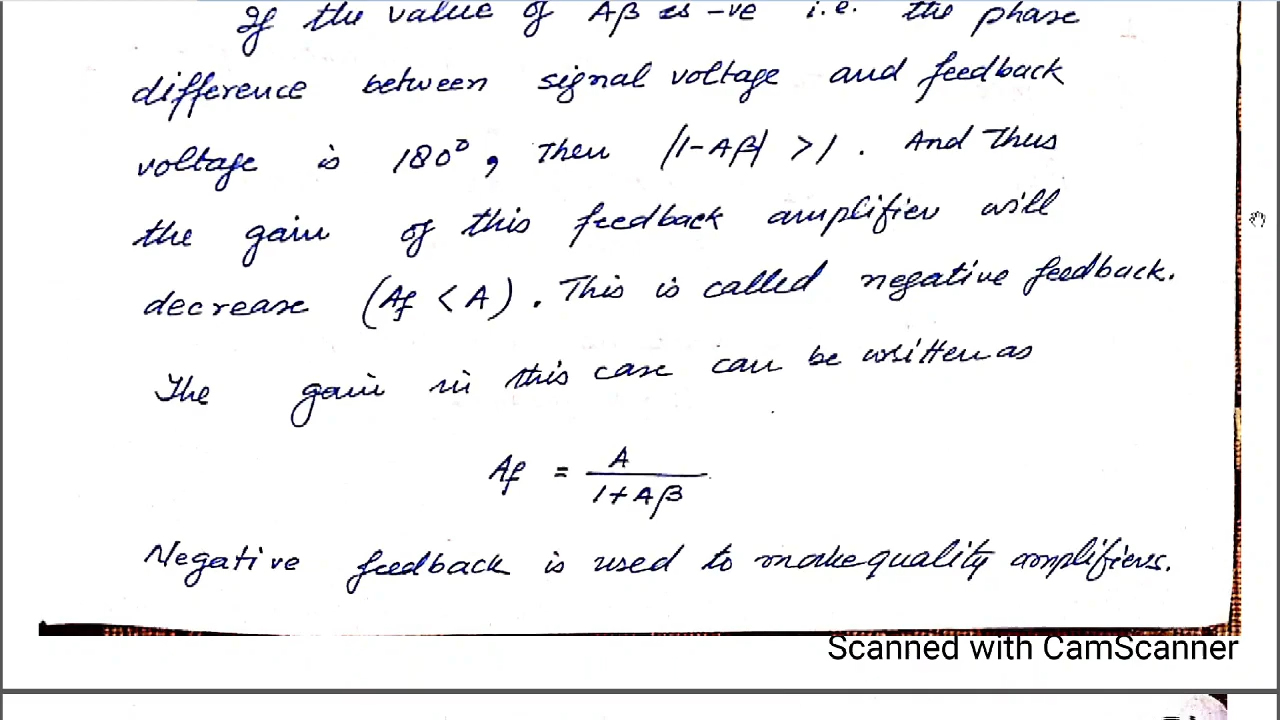 If the value of Aβ is -ve i.e. the phase
difference between signal voltage and feedback
voltage is 180°, Then |1-Aβ| >1. And Thus
the gain of this feedback amplifier will
decrease (Af < A). This is called negative feedback.
The gain in this case can be written as
Af = A / 1+Aβ
Negative feedback is used to make quality amplifiers.
Scanned with CamScanner